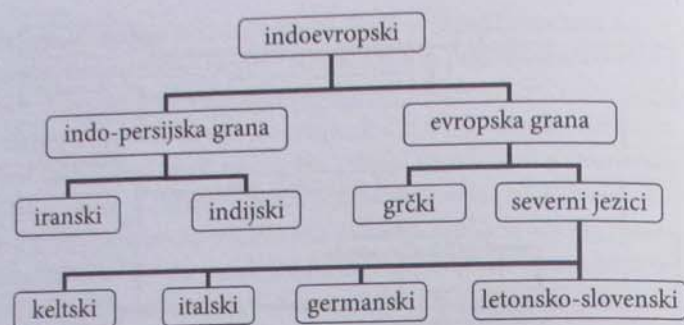 indoevropski
indo-persijska grana
evropska grana
iranski
indijski
grčki
severni jezici
keltski
italski
germanski
letonsko-slovenski